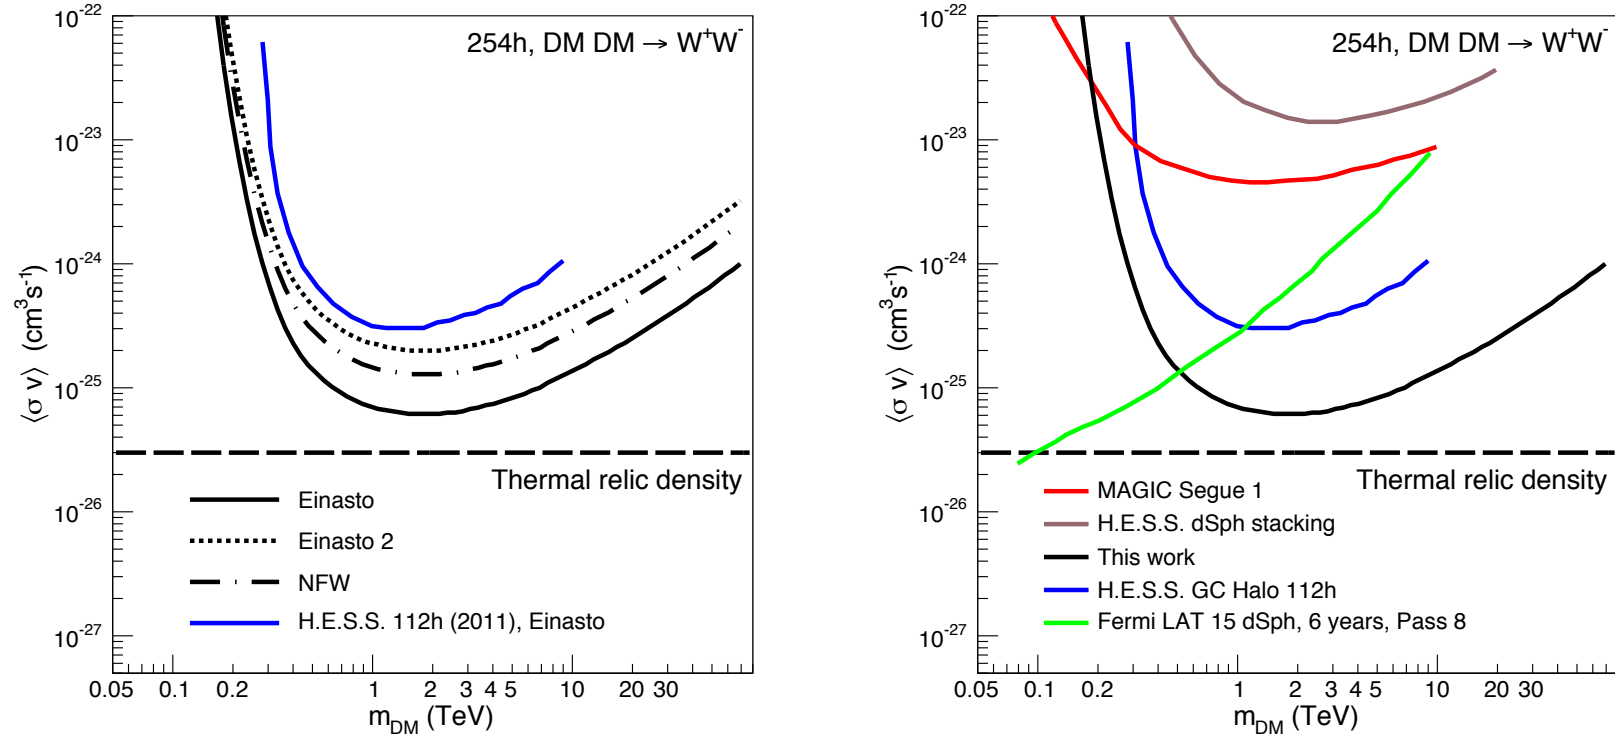 254h, DM DM → W⁺W⁻
10⁻²²
10⁻²³
10⁻²⁴
10⁻²⁵
10⁻²⁶
10⁻²⁷
⟨σ v⟩ (cm³s⁻¹)
Thermal relic density
Einasto
Einasto 2
NFW
H.E.S.S. 112h (2011), Einasto
0.05 0.1 0.2 1 2 3 4 5 10 20 30
m_DM (TeV)
254h, DM DM → W⁺W⁻
10⁻²²
10⁻²³
10⁻²⁴
10⁻²⁵
10⁻²⁶
10⁻²⁷
⟨σ v⟩ (cm³s⁻¹)
Thermal relic density
MAGIC Segue 1
H.E.S.S. dSph stacking
This work
H.E.S.S. GC Halo 112h
Fermi LAT 15 dSph, 6 years, Pass 8
0.05 0.1 0.2 1 2 3 4 5 10 20 30
m_DM (TeV)